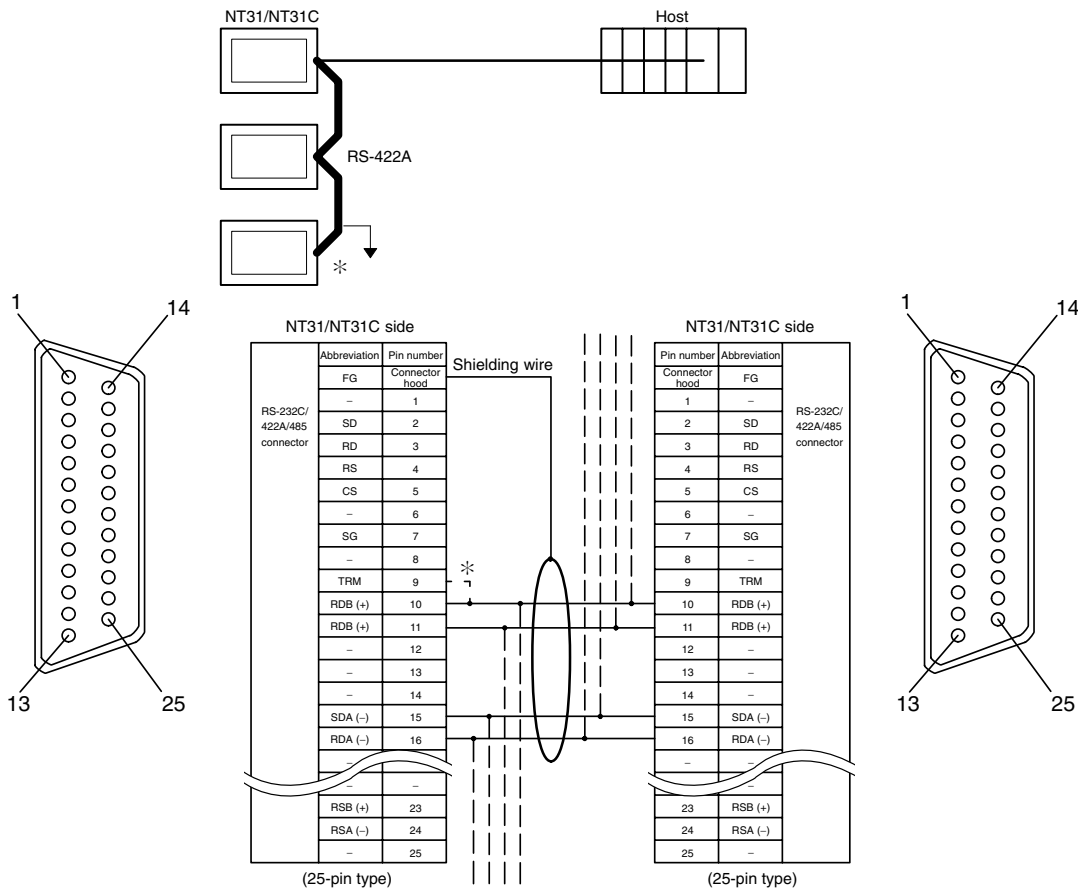 NT31/NT31C
Host
RS-422A
*
1
14
13
25
NT31/NT31C side
Abbreviation Pin number
FG Connector hood
– 1
SD 2
RD 3
RS 4
CS 5
– 6
SG 7
– 8
TRM 9
RDB (+) 10
RDB (+) 11
– 12
– 13
– 14
SDA (–) 15
RDA (–) 16
– –
– –
RSB (+) 23
RSA (–) 24
– 25
RS-232C/
422A/485
connector
(25-pin type)
Shielding wire
*
NT31/NT31C side
Pin number Abbreviation
Connector hood FG
1 –
2 SD
3 RD
4 RS
5 CS
6 –
7 SG
8 –
9 TRM
10 RDB (+)
11 RDB (+)
12 –
13 –
14 –
15 SDA (–)
16 RDA (–)
– –
–
23 RSB (+)
24 RSA (–)
25 –
RS-232C/
422A/485
connector
(25-pin type)
1
14
13
25